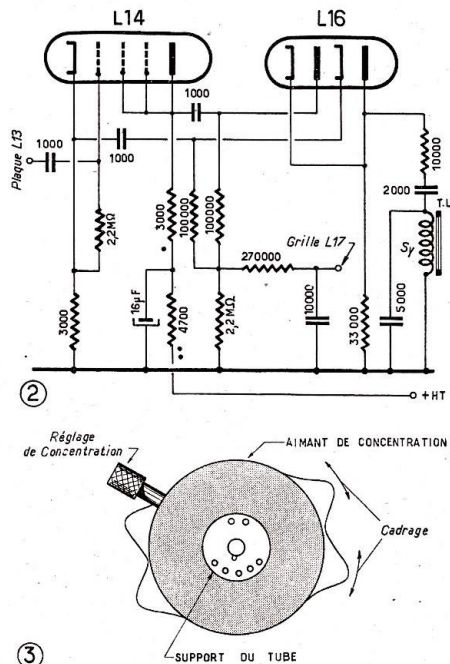 L14
L16
1000
1000
1000
Plaque L13
2,2MΩ
3000
16µF
3000
4700
100000
100000
2,2MΩ
270000
Grille L17
10000
33000
10000
2000
5000
Sγ
T.L
+HT
2
Réglage
de Concentration
AIMANT DE CONCENTRATION
Cadrage
SUPPORT DU TUBE
3